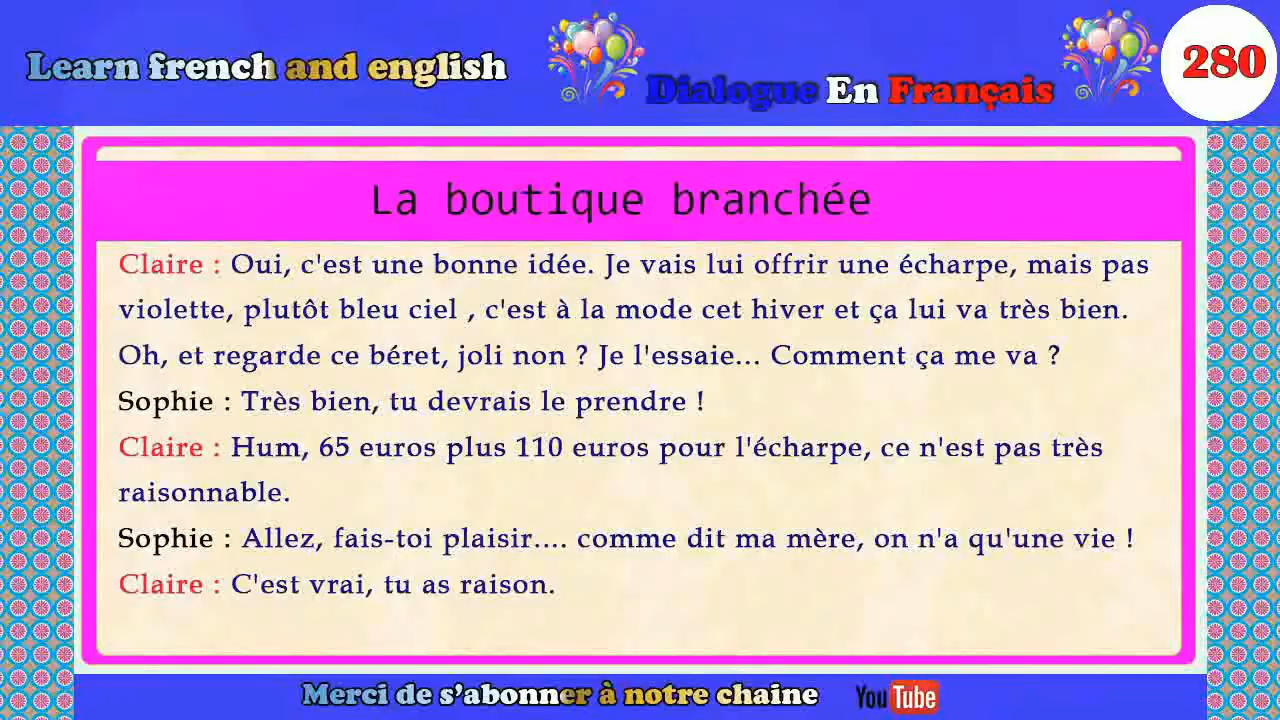 Learn french and english
Dialogue En Français
280
La boutique branchée
Claire : Oui, c'est une bonne idée. Je vais lui offrir une écharpe, mais pas
violette, plutôt bleu ciel , c'est à la mode cet hiver et ça lui va très bien.
Oh, et regarde ce béret, joli non ? Je l'essaie... Comment ça me va ?
Sophie : Très bien, tu devrais le prendre !
Claire : Hum, 65 euros plus 110 euros pour l'écharpe, ce n'est pas très
raisonnable.
Sophie : Allez, fais-toi plaisir.... comme dit ma mère, on n'a qu'une vie !
Claire : C'est vrai, tu as raison.
Merci de s’abonner à notre chaine
YouTube